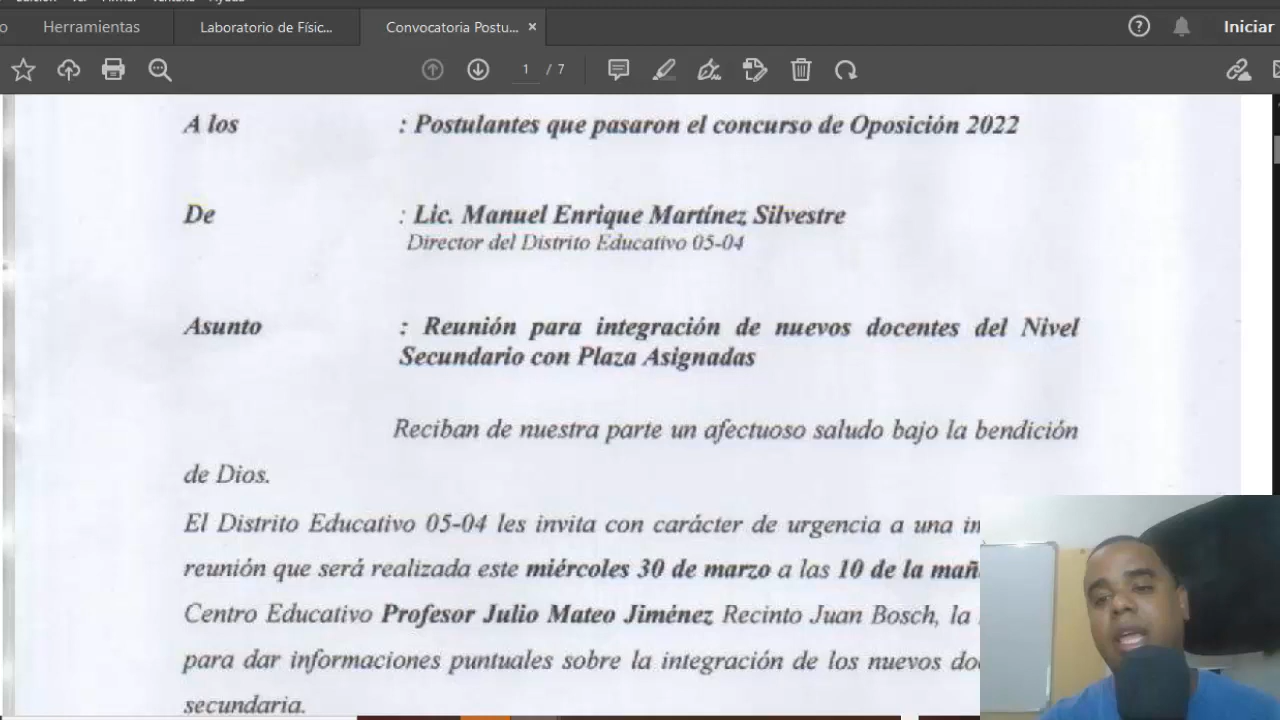 Herramientas
Laboratorio de Físic...
Convocatoria Postu... ×
Iniciar
1 / 7
A los : Postulantes que pasaron el concurso de Oposición 2022
De : Lic. Manuel Enrique Martínez Silvestre
Director del Distrito Educativo 05-04
Asunto : Reunión para integración de nuevos docentes del Nivel
Secundario con Plaza Asignadas
Reciban de nuestra parte un afectuoso saludo bajo la bendición
de Dios.
El Distrito Educativo 05-04 les invita con carácter de urgencia a una
reunión que será realizada este miércoles 30 de marzo a las 10 de la
Centro Educativo Profesor Julio Mateo Jiménez Recinto Juan Bosch, la
para dar informaciones puntuales sobre la integración de los nuevos
secundaria.